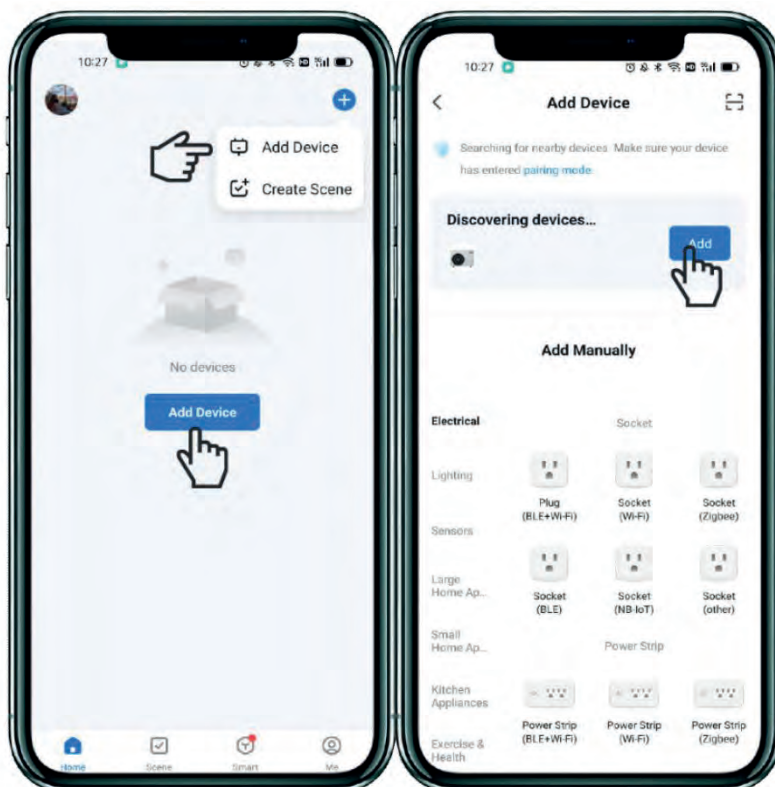 10:27
Add Device
Create Scene
No devices
Add Device
Home
Scene
Smart
Me
10:27
Add Device
Searching for nearby devices. Make sure your device
has entered pairing mode.
Discovering devices...
Add
Add Manually
Electrical
Socket
Lighting
Plug
(BLE+Wi-Fi)
Socket
(Wi-Fi)
Socket
(Zigbee)
Sensors
Large
Home Ap...
Socket
(BLE)
Socket
(NB-IoT)
Socket
(other)
Small
Home Ap...
Power Strip
Kitchen
Appliances
Power Strip
(BLE+Wi-Fi)
Power Strip
(Wi-Fi)
Power Strip
(Zigbee)
Exercise &
Health